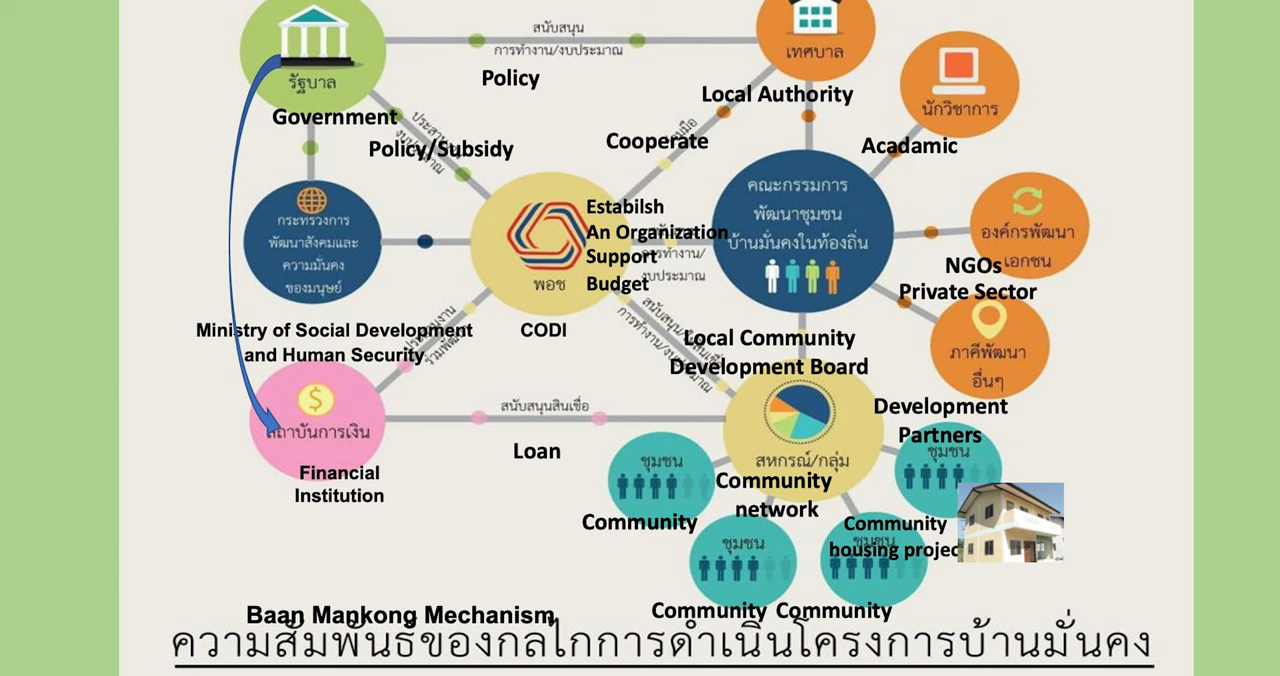 สนับสนุน
การทำงาน/งบประมาณ
Policy
รัฐบาล
Government
เทศบาล
Local Authority
นักวิชาการ
Acadamic
Policy/Subsidy
Cooperate
กระทรวงการ
พัฒนาสังคมและ
ความมั่นคง
ของมนุษย์
Ministry of Social Development
and Human Security
พอช
CODI
Estabilsh
An Organization
Support
Budget
การทำงาน/
งบประมาณ
คณะกรรมการ
พัฒนาชุมชน
บ้านมั่นคงในท้องถิ่น
Local Community
Development Board
องค์กรพัฒนา
เอกชน
NGOs
Private Sector
ภาคีพัฒนา
อื่นๆ
Development
Partners
$
สถาบันการเงิน
Financial
Institution
สนับสนุนสินเชื่อ
Loan
สหกรณ์/กลุ่ม
Community
network
ชุมชน
Community
ชุมชน
Community
ชุมชน
Community
ชุมชน
Community
housing projec
Baan Mankong Mechanism
ความสัมพันธ์ของกลไกการดำเนินโครงการบ้านมั่นคง